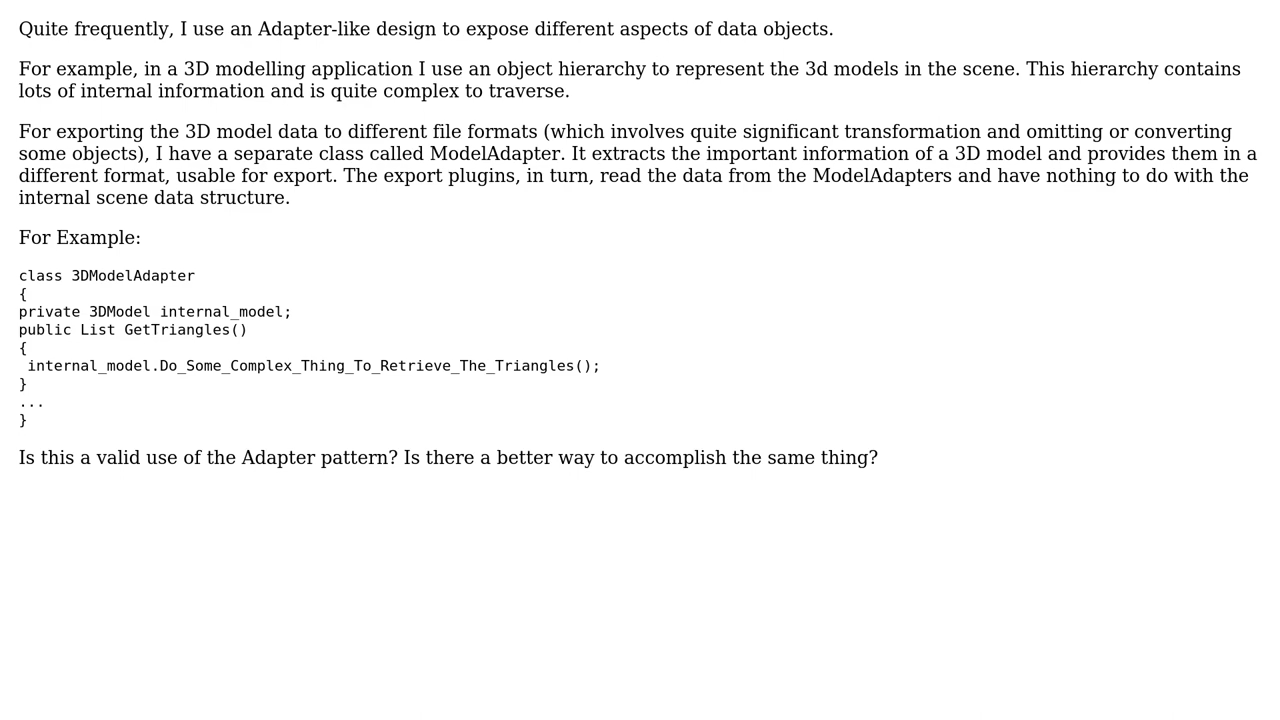 Quite frequently, I use an Adapter-like design to expose different aspects of data objects.
For example, in a 3D modelling application I use an object hierarchy to represent the 3d models in the scene. This hierarchy contains
lots of internal information and is quite complex to traverse.
For exporting the 3D model data to different file formats (which involves quite significant transformation and omitting or converting
some objects), I have a separate class called ModelAdapter. It extracts the important information of a 3D model and provides them in a
different format, usable for export. The export plugins, in turn, read the data from the ModelAdapters and have nothing to do with the
internal scene data structure.
For Example:
class 3DModelAdapter
{
private 3DModel internal_model;
public List GetTriangles()
{
 internal_model.Do_Some_Complex_Thing_To_Retrieve_The_Triangles();
}
...
}
Is this a valid use of the Adapter pattern? Is there a better way to accomplish the same thing?